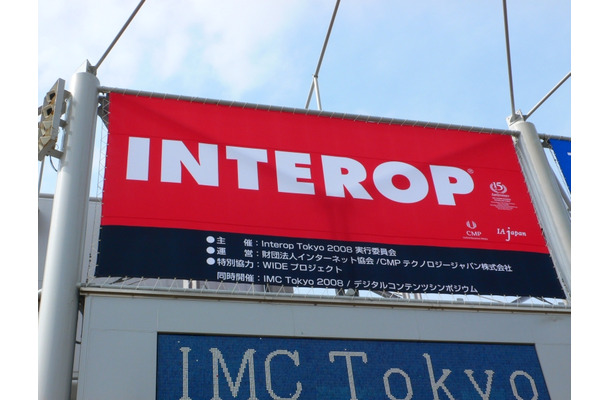 INTEROP®
15
CMP
IAjapan
●主 催：Interop Tokyo 2008 実行委員会
●運 営：財団法人インターネット協会/CMP テクノロジージャパン株式会社
●特別協力：WIDE プロジェクト
同時開催：IMC Tokyo 2008 / デジタルコンテンツシンポジウム
IMC Tokyo